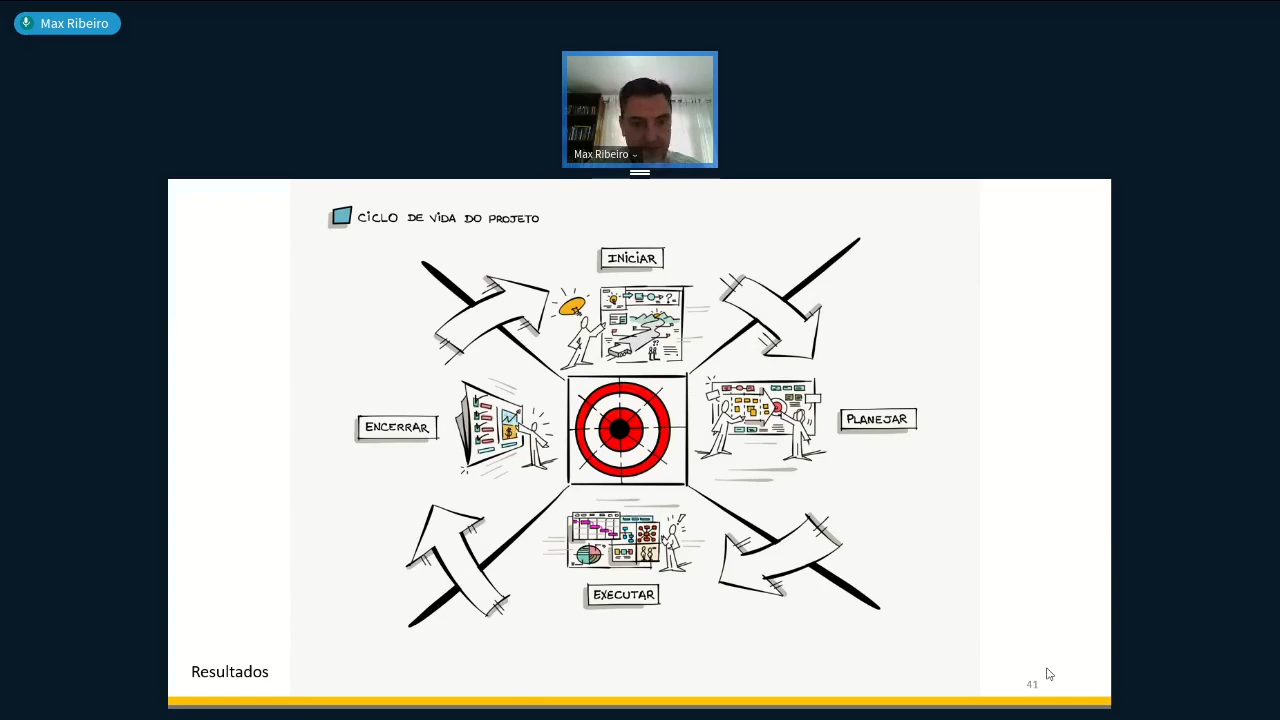 Max Ribeiro
Max Ribeiro
CICLO DE VIDA DO PROJETO
INICIAR
ENCERRAR
PLANEJAR
EXECUTAR
Resultados
41